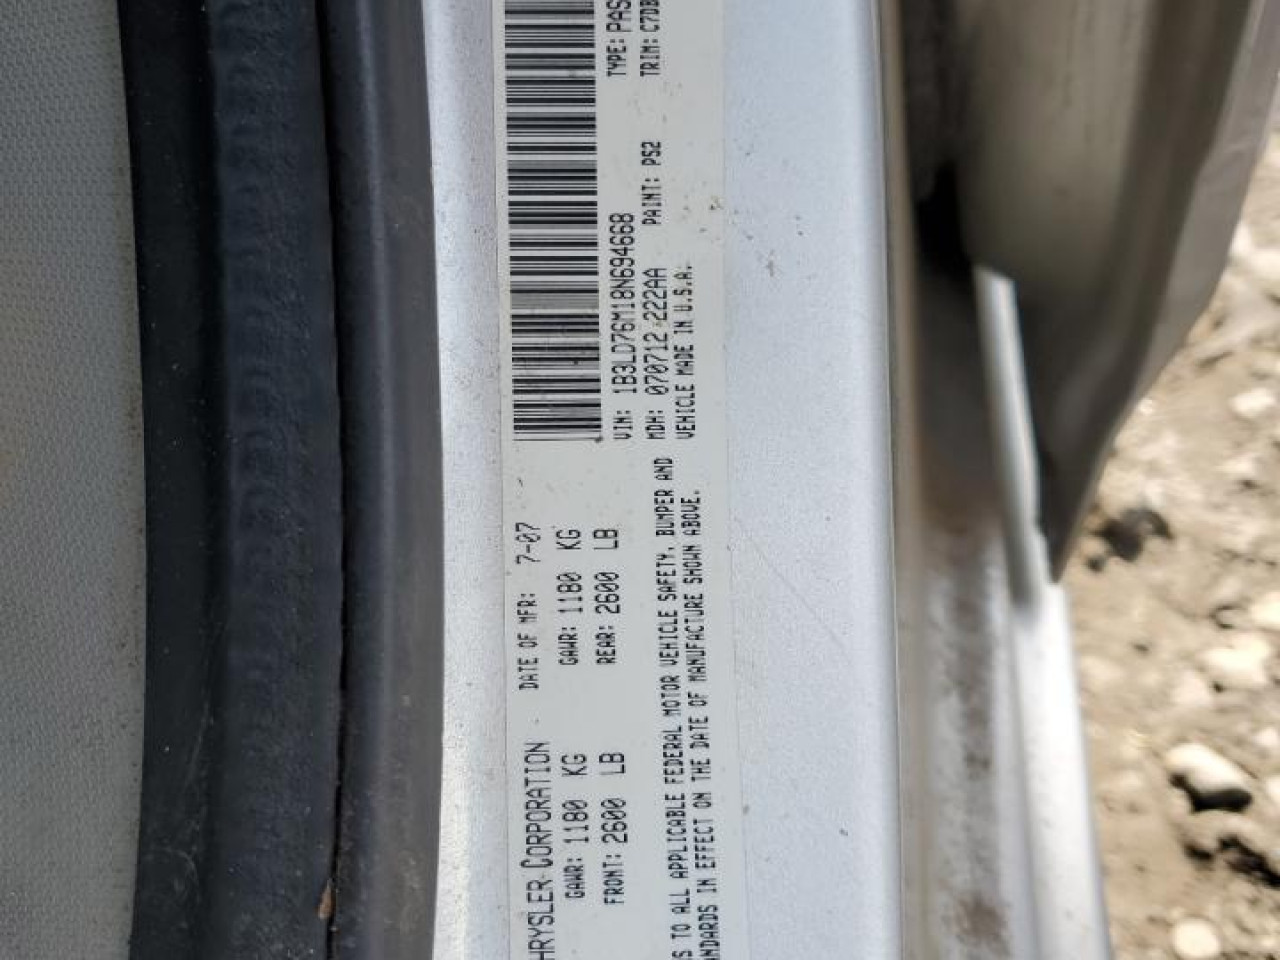 HRYSLER CORPORATION DATE OF MFR: 7-07
GAWR: 1180 KG GAWR: 1180 KG
FRONT: 2600 LB REAR: 2600 LB
S TO ALL APPLICABLE FEDERAL MOTOR VEHICLE SAFETY, BUMPER AND
ANDARDS IN EFFECT ON THE DATE OF MANUFACTURE SHOWN ABOVE.
VIN: 1B3LD76M18N694668 TYPE: PAS
MDH: 070712 222AA PAINT: PS2 TRIM: C7DB
VEHICLE MADE IN U.S.A.